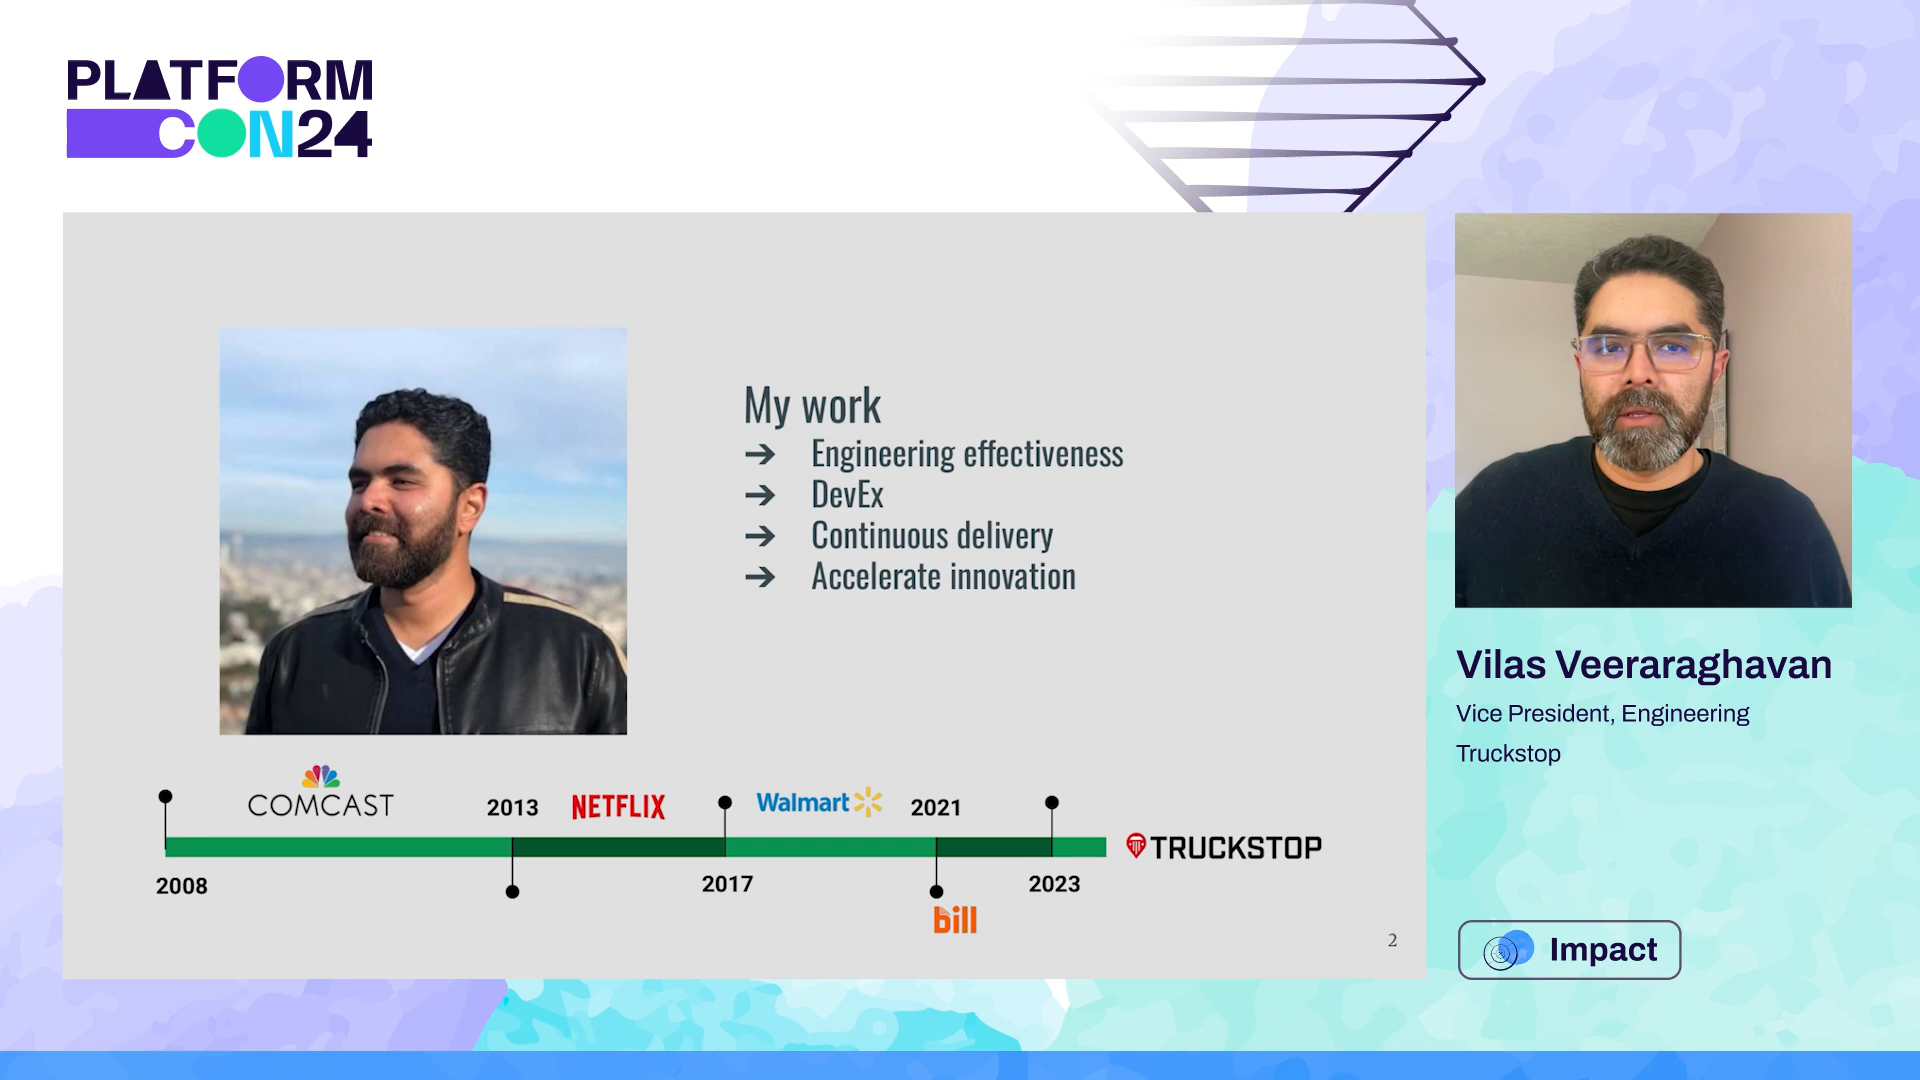 PLATFORM
CON24
My work
➔ Engineering effectiveness
➔ DevEx
➔ Continuous delivery
➔ Accelerate innovation
COMCAST
2013
NETFLIX
Walmart
2021
TRUCKSTOP
2008
2017
2023
bill
2
Vilas Veeraraghavan
Vice President, Engineering
Truckstop
Impact